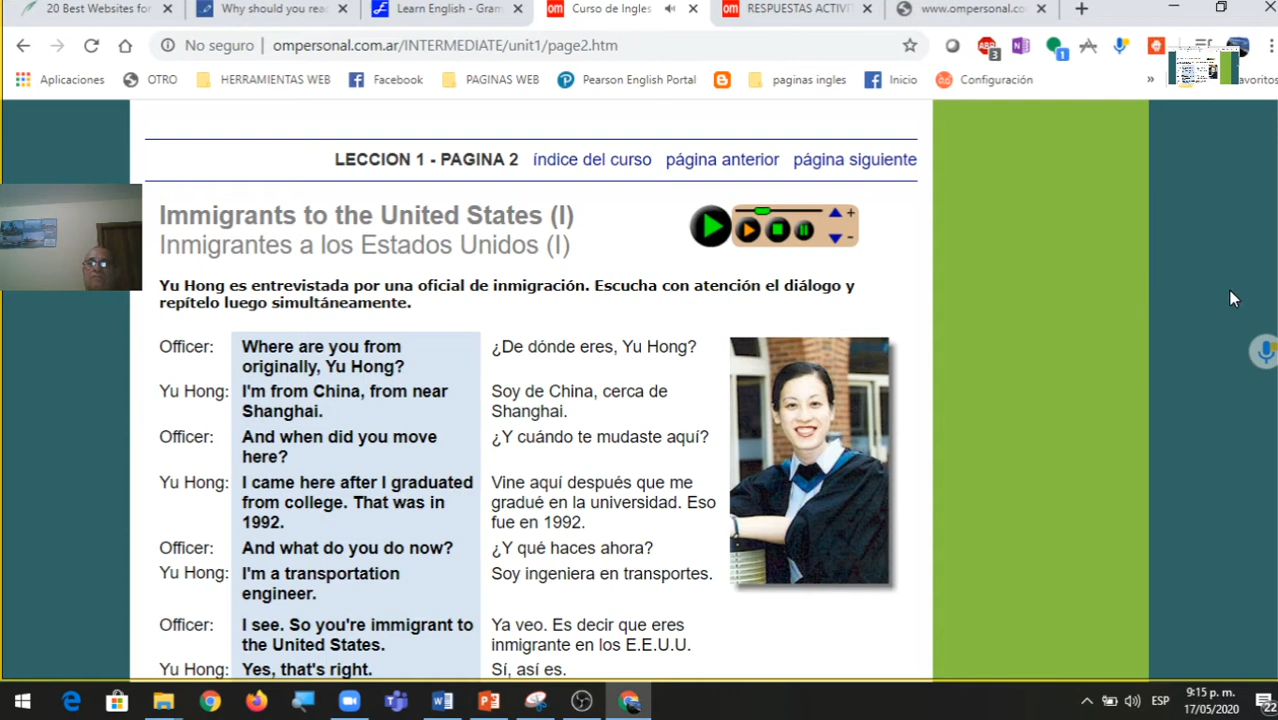 20 Best Websites for
Why should you rea
Learn English - Gram
Curso de Ingles
RESPUESTAS ACTIVI
www.ompersonal.co
No seguro | ompersonal.com.ar/INTERMEDIATE/unit1/page2.htm
3
1
Aplicaciones
OTRO
HERRAMIENTAS WEB
Facebook
PAGINAS WEB
Pearson English Portal
paginas ingles
Inicio
Configuración
»
avoritos
LECCION 1 - PAGINA 2 índice del curso página anterior página siguiente
Immigrants to the United States (I)
Inmigrantes a los Estados Unidos (I)
Yu Hong es entrevistada por una oficial de inmigración. Escucha con atención el diálogo y
repítelo luego simultáneamente.
Officer: Where are you from ¿De dónde eres, Yu Hong?
originally, Yu Hong?
Yu Hong: I'm from China, from near Soy de China, cerca de
Shanghai. Shanghai.
Officer: And when did you move ¿Y cuándo te mudaste aquí?
here?
Yu Hong: I came here after I graduated Vine aquí después que me
from college. That was in gradué en la universidad. Eso
1992. fue en 1992.
Officer: And what do you do now? ¿Y qué haces ahora?
Yu Hong: I'm a transportation Soy ingeniera en transportes.
engineer.
Officer: I see. So you're immigrant to Ya veo. Es decir que eres
the United States. inmigrante en los E.E.U.U.
Yu Hong: Yes, that's right. Sí, así es.
ESP
9:15 p. m.
17/05/2020
22